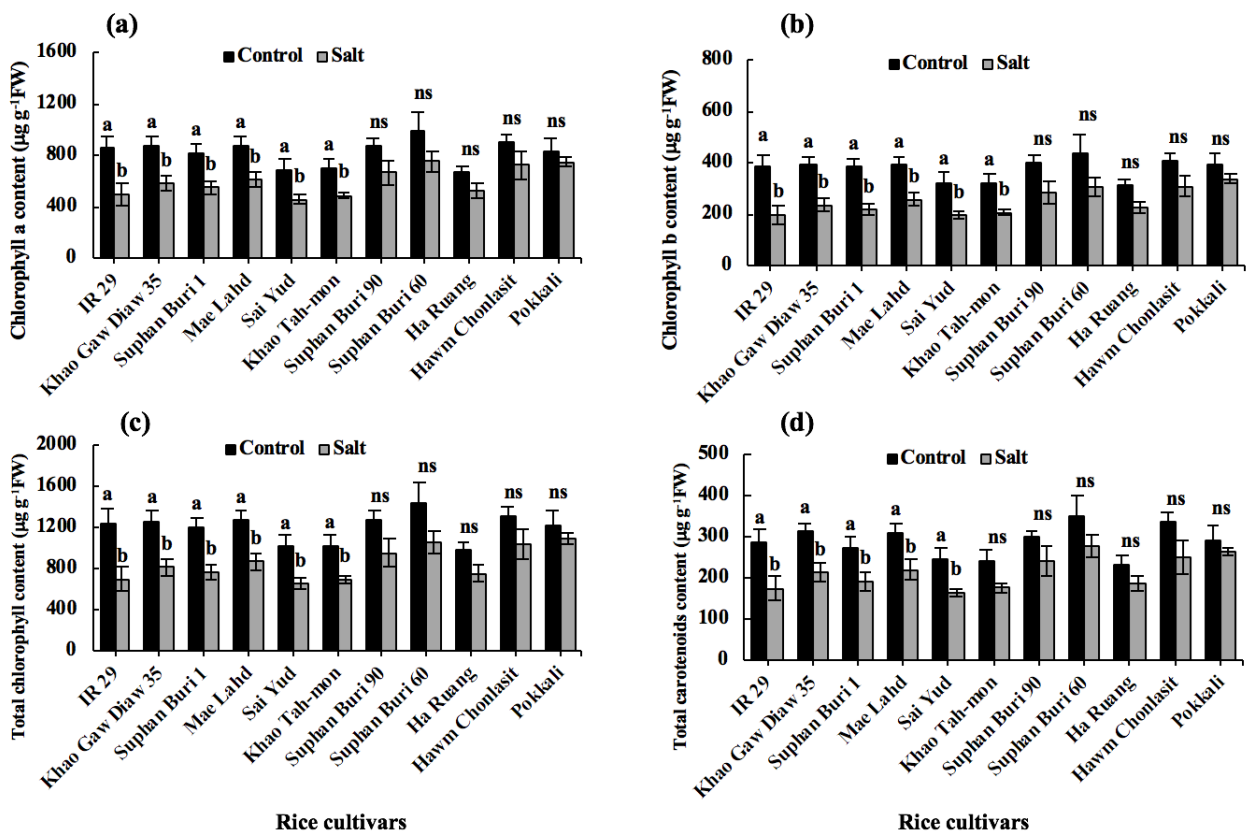 (a)
Control Salt
Chlorophyll a content (µg g⁻¹FW)
1600
1200
800
400
0
a b a b a b a b a b a b ns ns ns ns ns
IR 29
Khao Gaw Diaw 35
Suphan Buri 1
Mae Lahd
Sai Yud
Khao Tah-mon
Suphan Buri 90
Suphan Buri 60
Ha Ruang
Hawm Chonlasit
Pokkali
(b)
Control Salt
Chlorophyll b content (µg g⁻¹FW)
800
600
400
200
0
a b a b a b a b a b a b ns ns ns ns ns
IR 29
Khao Gaw Diaw 35
Suphan Buri 1
Mae Lahd
Sai Yud
Khao Tah-mon
Suphan Buri 90
Suphan Buri 60
Ha Ruang
Hawm Chonlasit
Pokkali
(c)
Control Salt
Total chlorophyll content (µg g⁻¹FW)
2000
1600
1200
800
400
0
a b a b a b a b a b a b ns ns ns ns ns
IR 29
Khao Gaw Diaw 35
Suphan Buri 1
Mae Lahd
Sai Yud
Khao Tah-mon
Suphan Buri 90
Suphan Buri 60
Ha Ruang
Hawm Chonlasit
Pokkali
Rice cultivars
(d)
Control Salt
Total carotenoids content (µg g⁻¹FW)
500
400
300
200
100
0
a b a b a b a b a b ns ns ns ns ns ns
IR 29
Khao Gaw Diaw 35
Suphan Buri 1
Mae Lahd
Sai Yud
Khao Tah-mon
Suphan Buri 90
Suphan Buri 60
Ha Ruang
Hawm Chonlasit
Pokkali
Rice cultivars